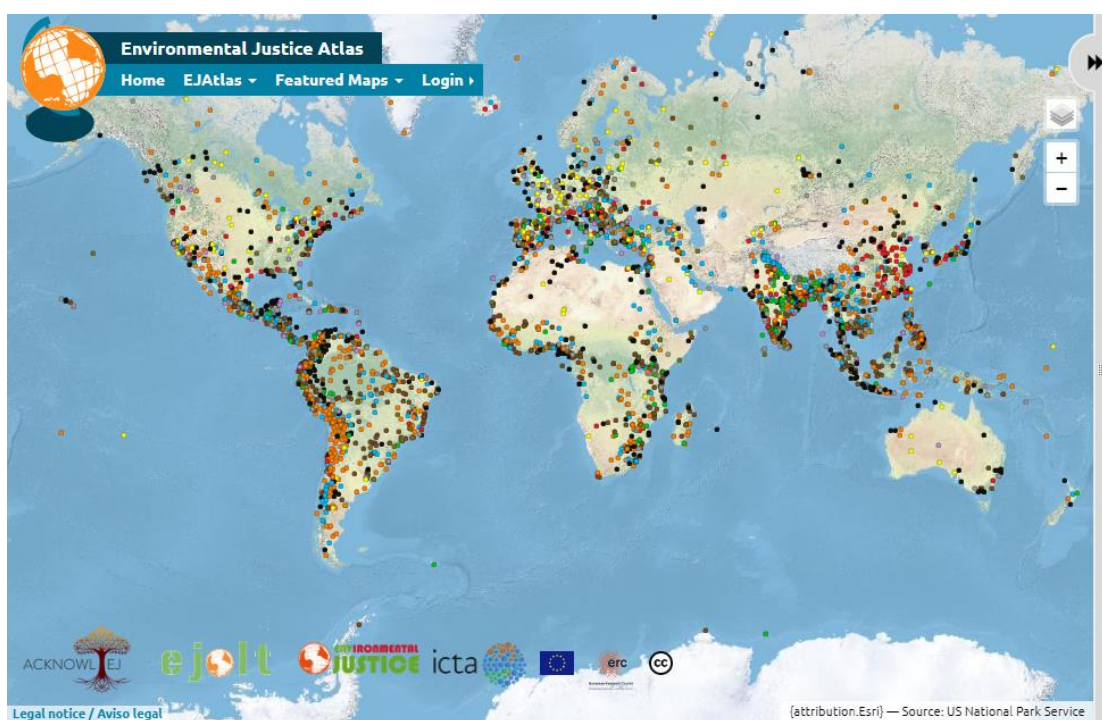 Environmental Justice Atlas
Home EJAtlas Featured Maps Login
+
−
ACKNOWL EJ
ejolt
ENVIRONMENTAL
JUSTICE
icta
erc
cc
Legal notice / Aviso legal
{attribution.Esri} — Source: US National Park Service